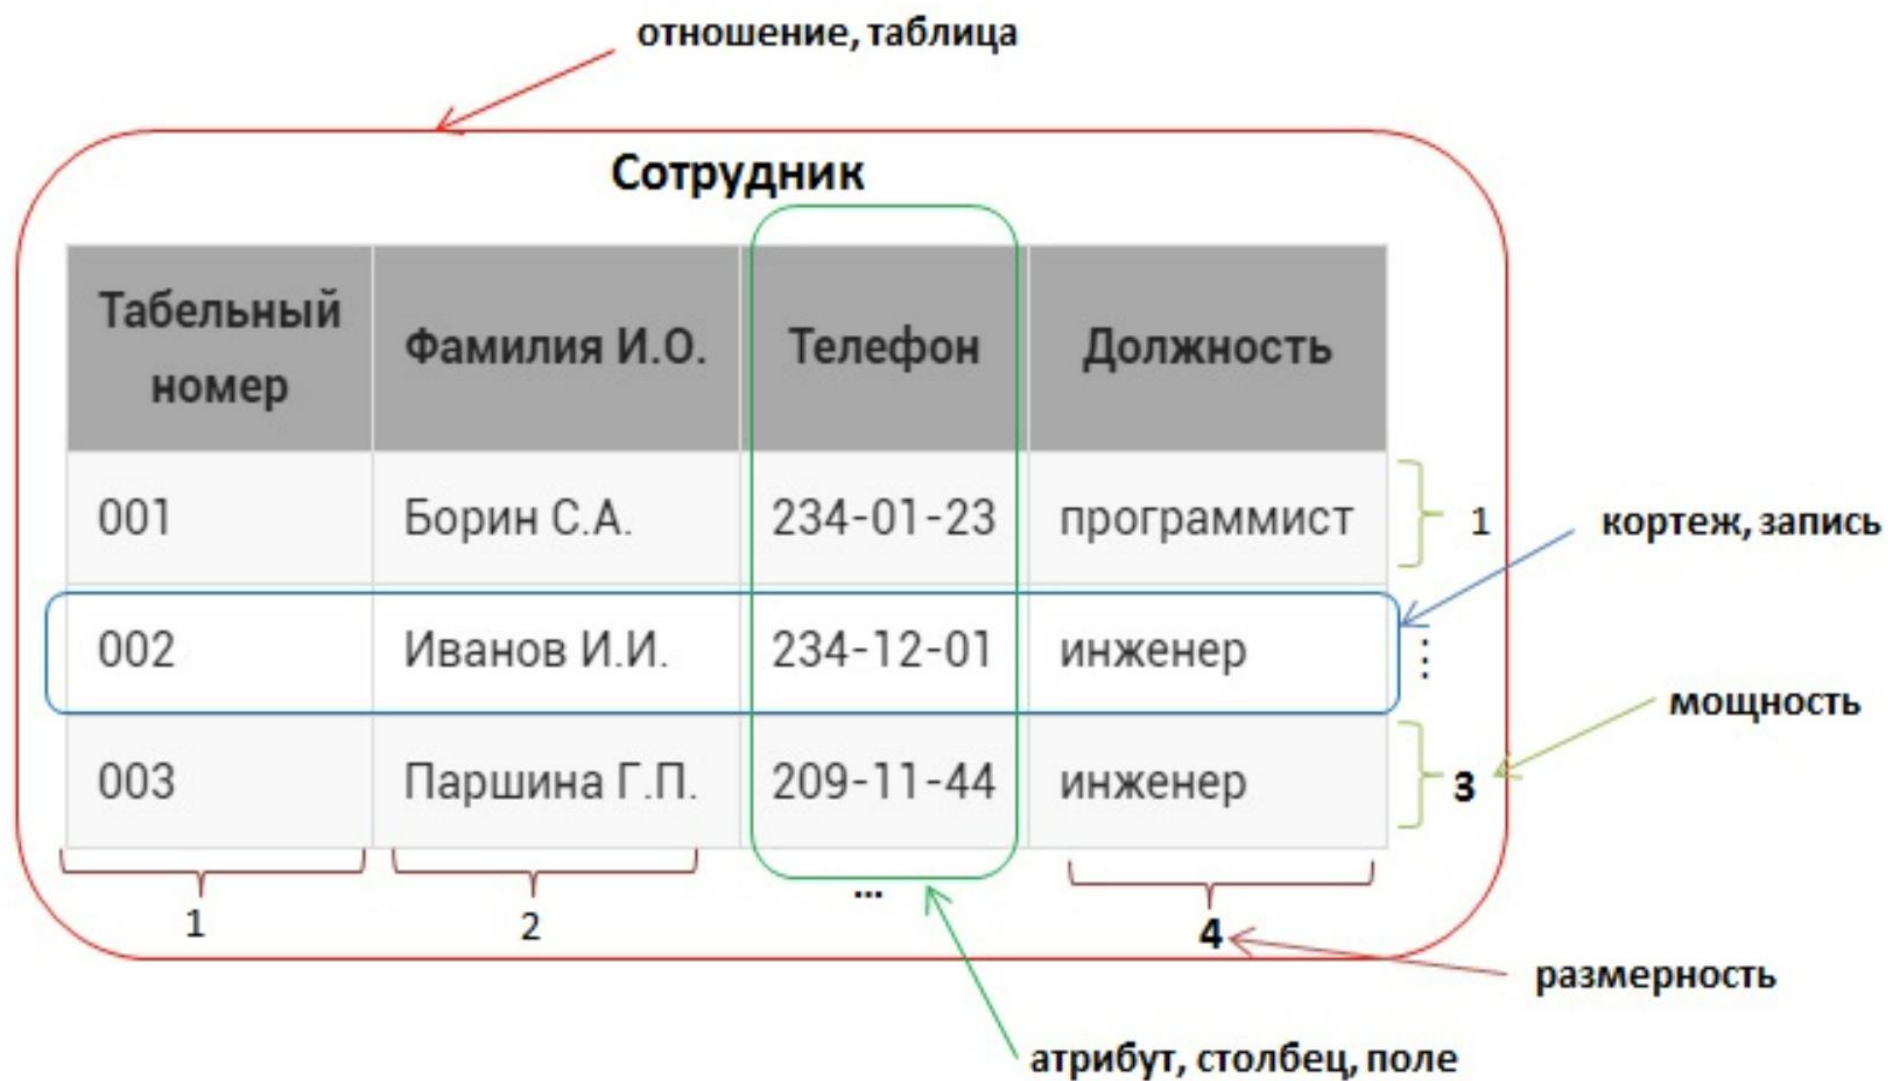 отношение, таблица
Сотрудник
Табельный номер
Фамилия И.О.
Телефон
Должность
001 Борин С.А. 234-01-23 программист
1
кортеж, запись
002 Иванов И.И. 234-12-01 инженер
⋮
мощность
003 Паршина Г.П. 209-11-44 инженер
3
1 2 ... 4
размерность
атрибут, столбец, поле